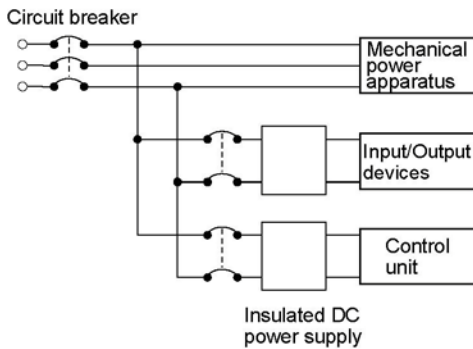 Circuit breaker
Mechanical
power
apparatus
Input/Output
devices
Control
unit
Insulated DC
power supply